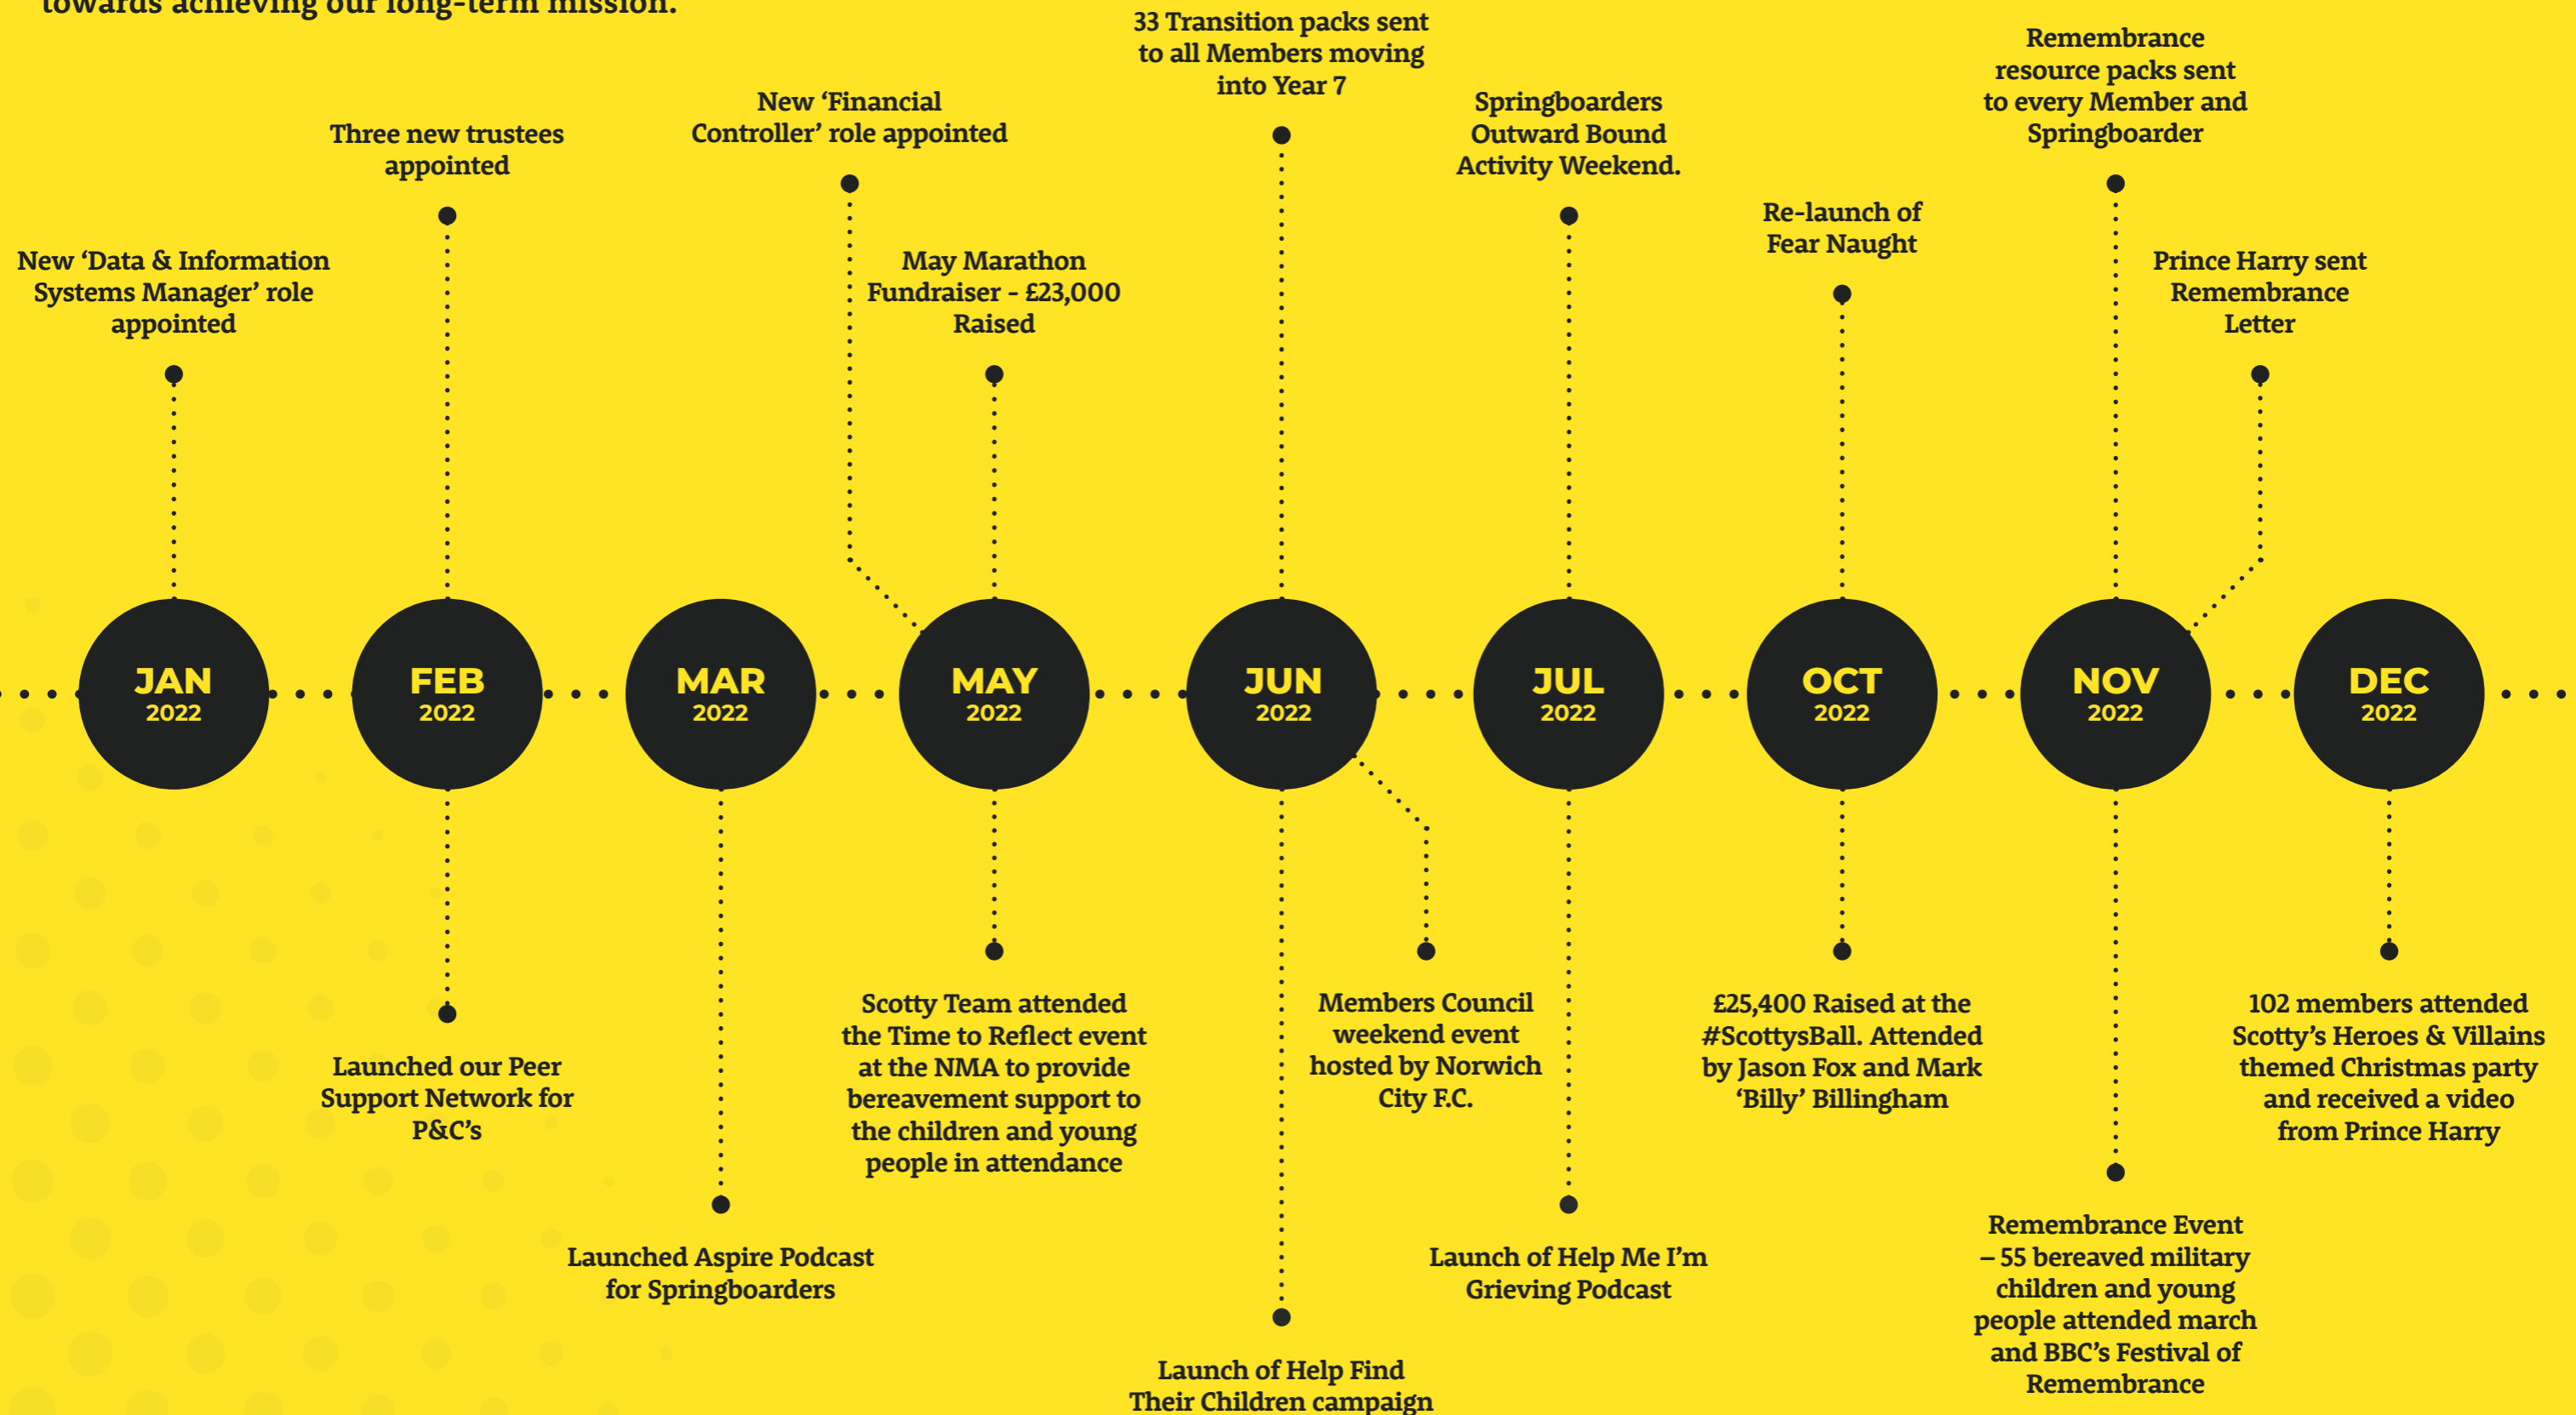 towards achieving our long-term mission.
New ‘Data & Information
Systems Manager’ role
appointed
Three new trustees
appointed
New ‘Financial
Controller’ role appointed
May Marathon
Fundraiser - £23,000
Raised
33 Transition packs sent
to all Members moving
into Year 7
Springboarders
Outward Bound
Activity Weekend.
Re-launch of
Fear Naught
Remembrance
resource packs sent
to every Member and
Springboarder
Prince Harry sent
Remembrance
Letter
JAN
2022
FEB
2022
MAR
2022
MAY
2022
JUN
2022
JUL
2022
OCT
2022
NOV
2022
DEC
2022
Launched our Peer
Support Network for
P&C’s
Launched Aspire Podcast
for Springboarders
Scotty Team attended
the Time to Reflect event
at the NMA to provide
bereavement support to
the children and young
people in attendance
Launch of Help Find
Their Children campaign
Members Council
weekend event
hosted by Norwich
City F.C.
Launch of Help Me I’m
Grieving Podcast
£25,400 Raised at the
#ScottysBall. Attended
by Jason Fox and Mark
‘Billy’ Billingham
Remembrance Event
– 55 bereaved military
children and young
people attended march
and BBC’s Festival of
Remembrance
102 members attended
Scotty’s Heroes & Villains
themed Christmas party
and received a video
from Prince Harry